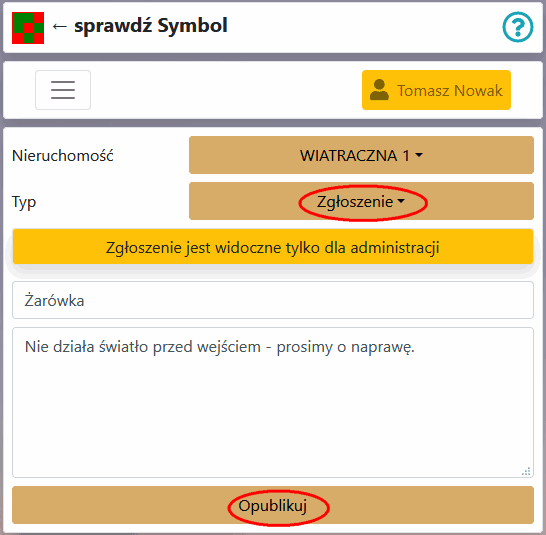 ← sprawdź Symbol
?
Tomasz Nowak
Nieruchomość
WIATRACZNA 1
Typ
Zgłoszenie
Zgłoszenie jest widoczne tylko dla administracji
Żarówka
Nie działa światło przed wejściem - prosimy o naprawę.
Opublikuj